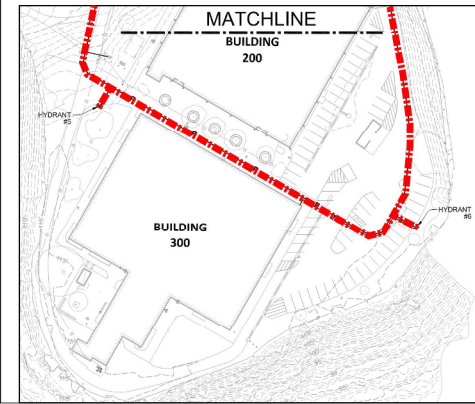 MATCHLINE
BUILDING
200
HYDRANT
#5
BUILDING
300
HYDRANT
#6